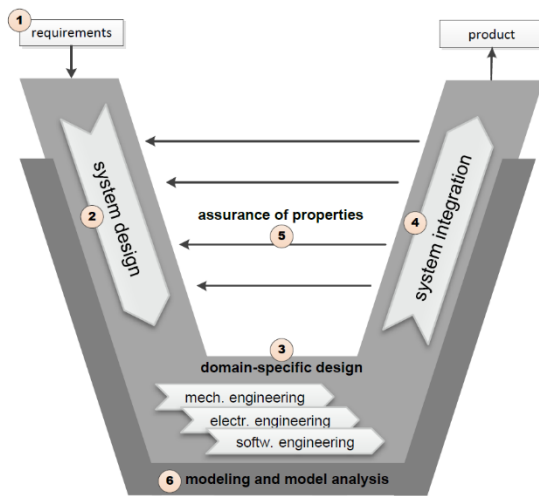 1
requirements
product
2
system design
assurance of properties
5
4
system integration
3
domain-specific design
mech. engineering
electr. engineering
softw. engineering
6
modeling and model analysis